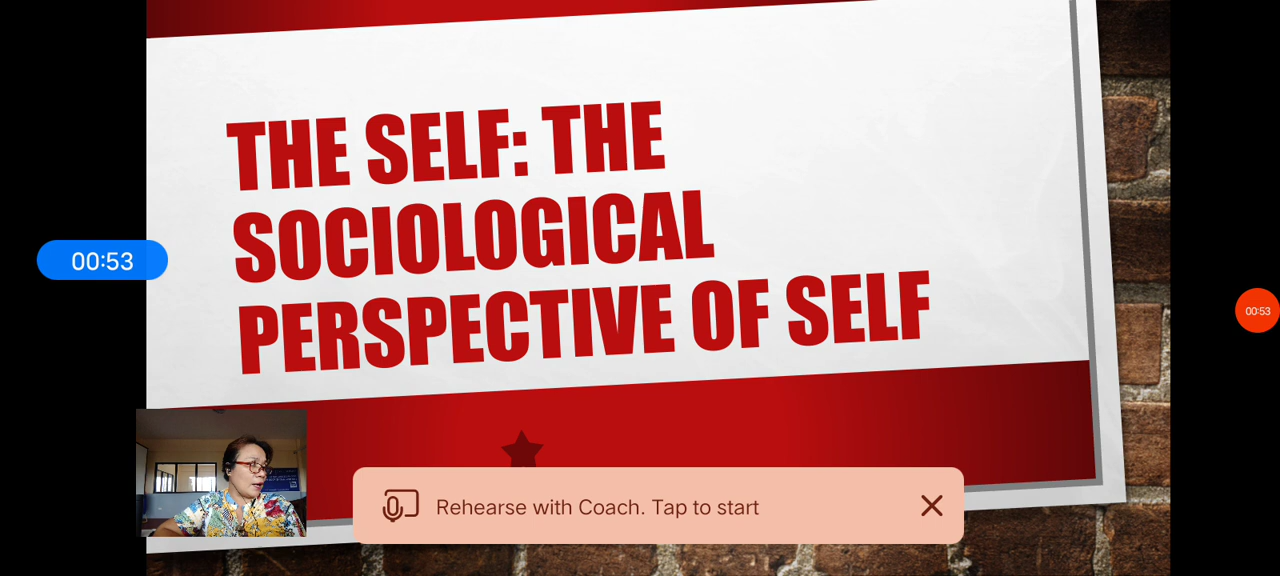 THE SELF: THE
SOCIOLOGICAL
PERSPECTIVE OF SELF
00:53
00:53
Rehearse with Coach. Tap to start